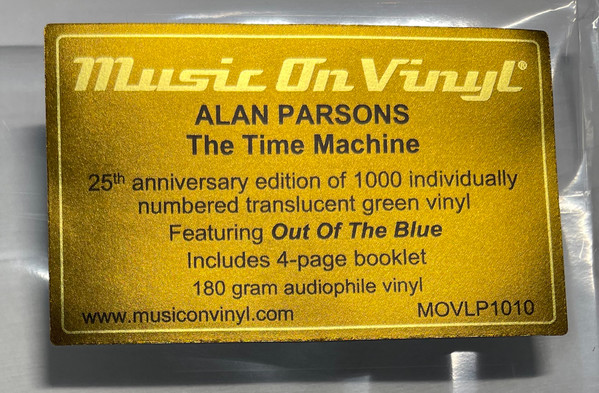 Music On Vinyl®
ALAN PARSONS
The Time Machine
25th anniversary edition of 1000 individually
numbered translucent green vinyl
Featuring Out Of The Blue
Includes 4-page booklet
180 gram audiophile vinyl
www.musiconvinyl.com MOVLP1010